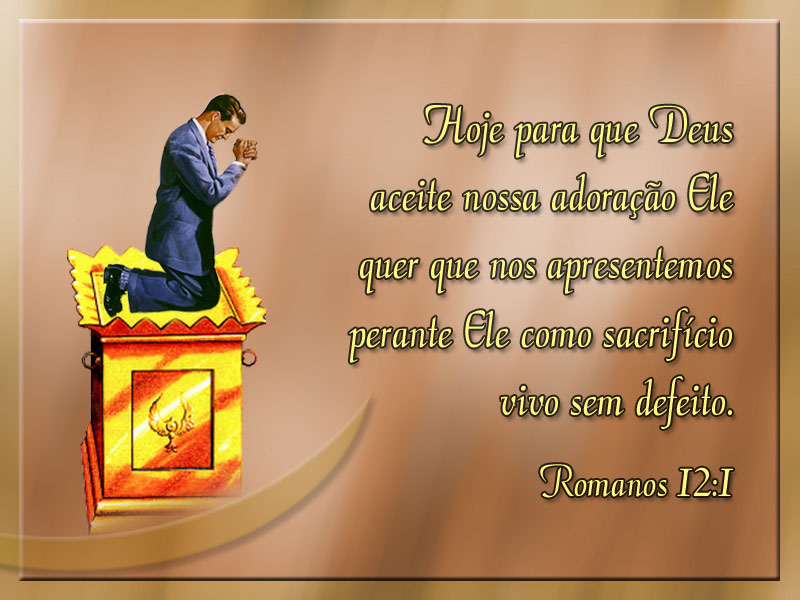 Hoje para que Deus
aceite nossa adoração Ele
quer que nos apresentemos
perante Ele como sacrifício
vivo sem defeito.
Romanos 12:1